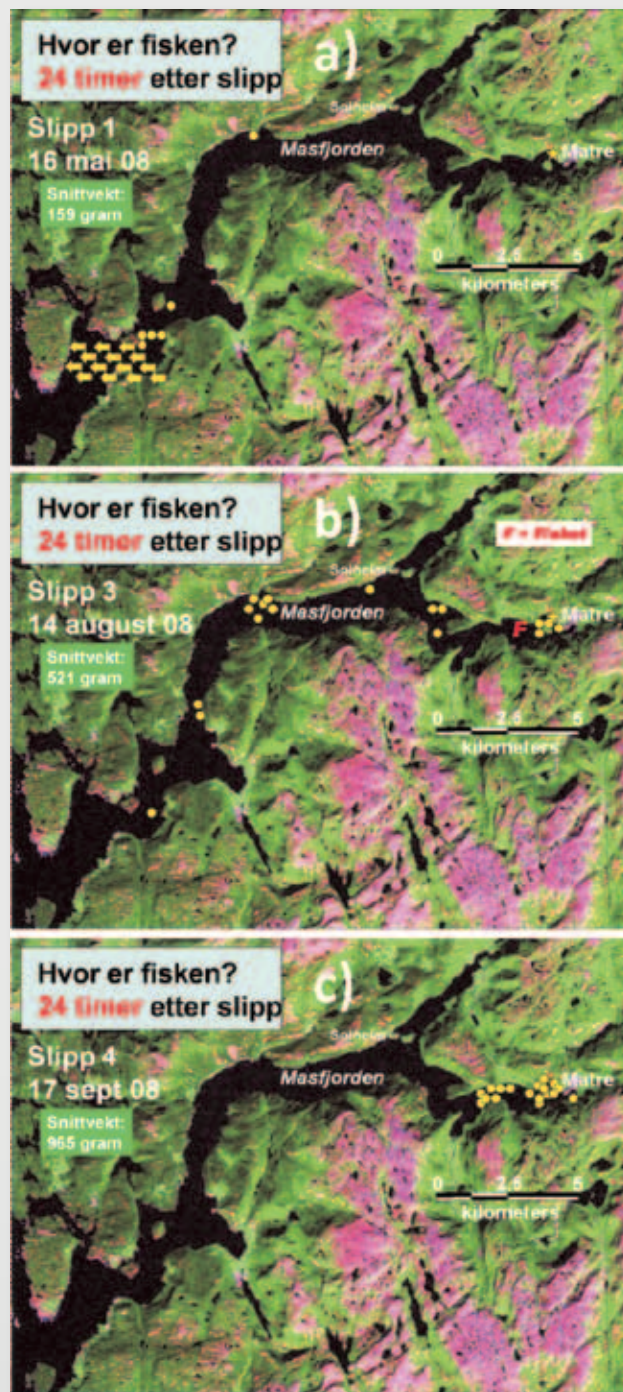 Hvor er fisken?
24 timer etter slipp
a)
Slipp 1
16 mai 08
Snittvekt:
159 gram
Solheim
Masfjorden
Matre
0 2.5 5
kilometers
Hvor er fisken?
24 timer etter slipp
b)
F = Fisket
Slipp 3
14 august 08
Snittvekt:
521 gram
Solheim
Masfjorden
Matre
F
0 2.5 5
kilometers
Hvor er fisken?
24 timer etter slipp
c)
Slipp 4
17 sept 08
Snittvekt:
965 gram
Solheim
Masfjorden
Matre
0 2.5 5
kilometers